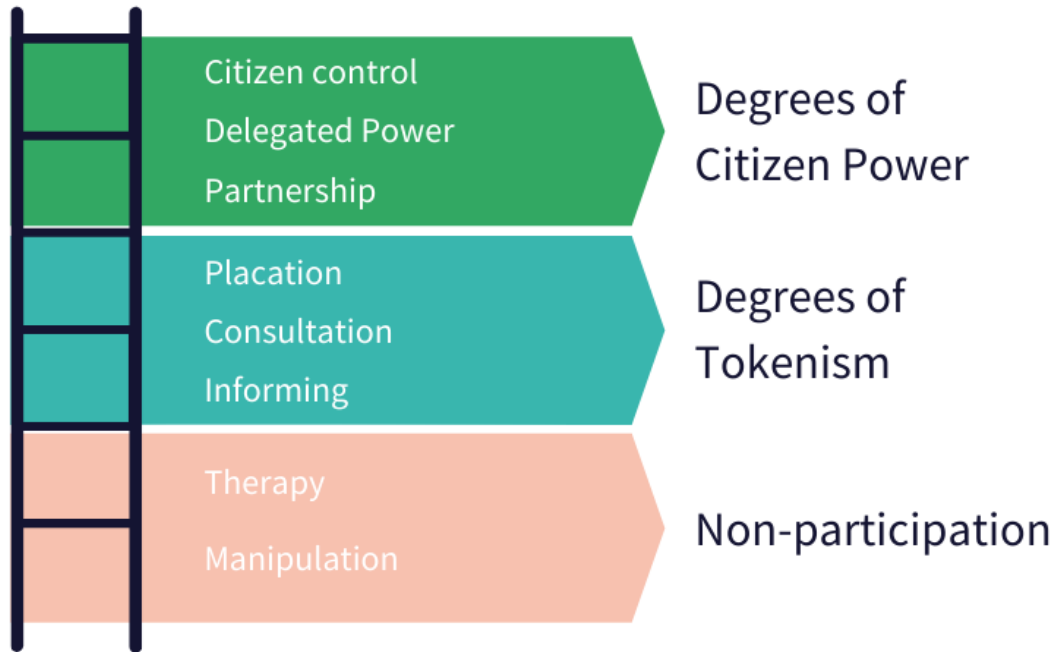 Citizen control
Delegated Power
Partnership
Degrees of
Citizen Power
Placation
Consultation
Informing
Degrees of
Tokenism
Therapy
Manipulation
Non-participation